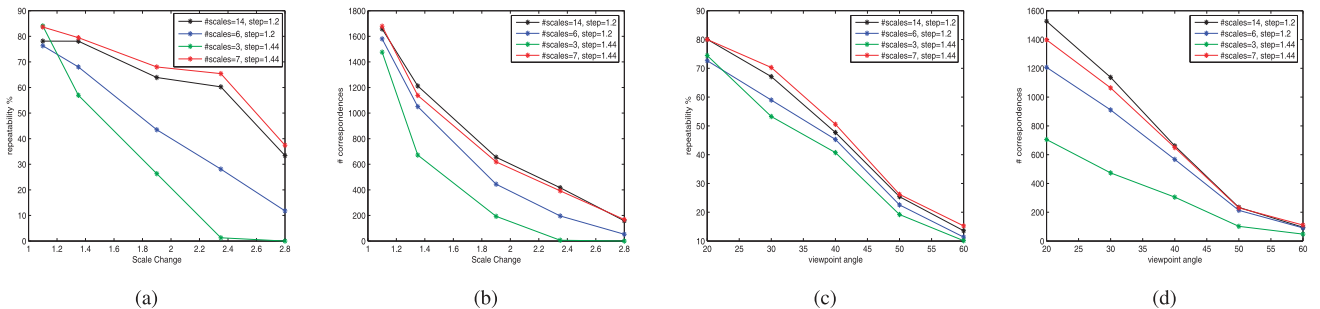 90
80
70
60
50
40
30
20
10
0
repeatability %
1
1.2
1.4
1.6
1.8
2
2.2
2.4
2.6
2.8
Scale Change
#scales=14, step=1.2
#scales=6, step=1.2
#scales=3, step=1.44
#scales=7, step=1.44
(a)
1800
1600
1400
1200
1000
800
600
400
200
0
# correspondences
1
1.2
1.4
1.6
1.8
2
2.2
2.4
2.6
2.8
Scale Change
#scales=14, step=1.2
#scales=6, step=1.2
#scales=3, step=1.44
#scales=7, step=1.44
(b)
90
80
70
60
50
40
30
20
10
repeatability %
20
25
30
35
40
45
50
55
60
viewpoint angle
#scales=14, step=1.2
#scales=6, step=1.2
#scales=3, step=1.44
#scales=7, step=1.44
(c)
1600
1400
1200
1000
800
600
400
200
0
# correspondences
20
25
30
35
40
45
50
55
60
viewpoint angle
#scales=14, step=1.2
#scales=6, step=1.2
#scales=3, step=1.44
#scales=7, step=1.44
(d)